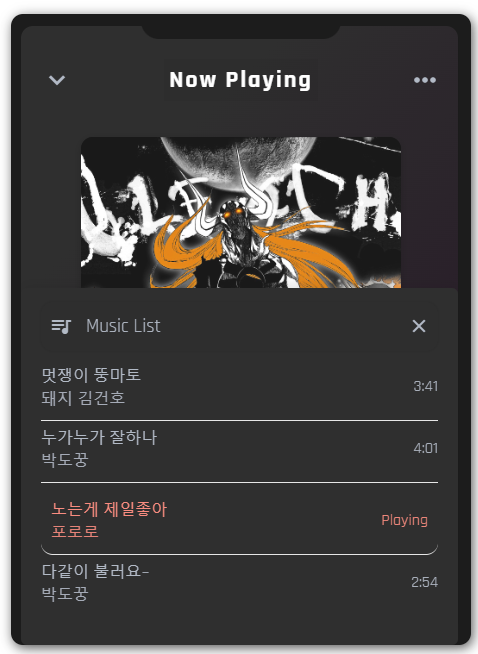 Now Playing
Music List
멋쟁이 뚱마토
3:41
돼지 김건호
누가누가 잘하나
4:01
박도꿍
노는게 제일좋아
Playing
포로로
다같이 불러요~
2:54
박도꿍